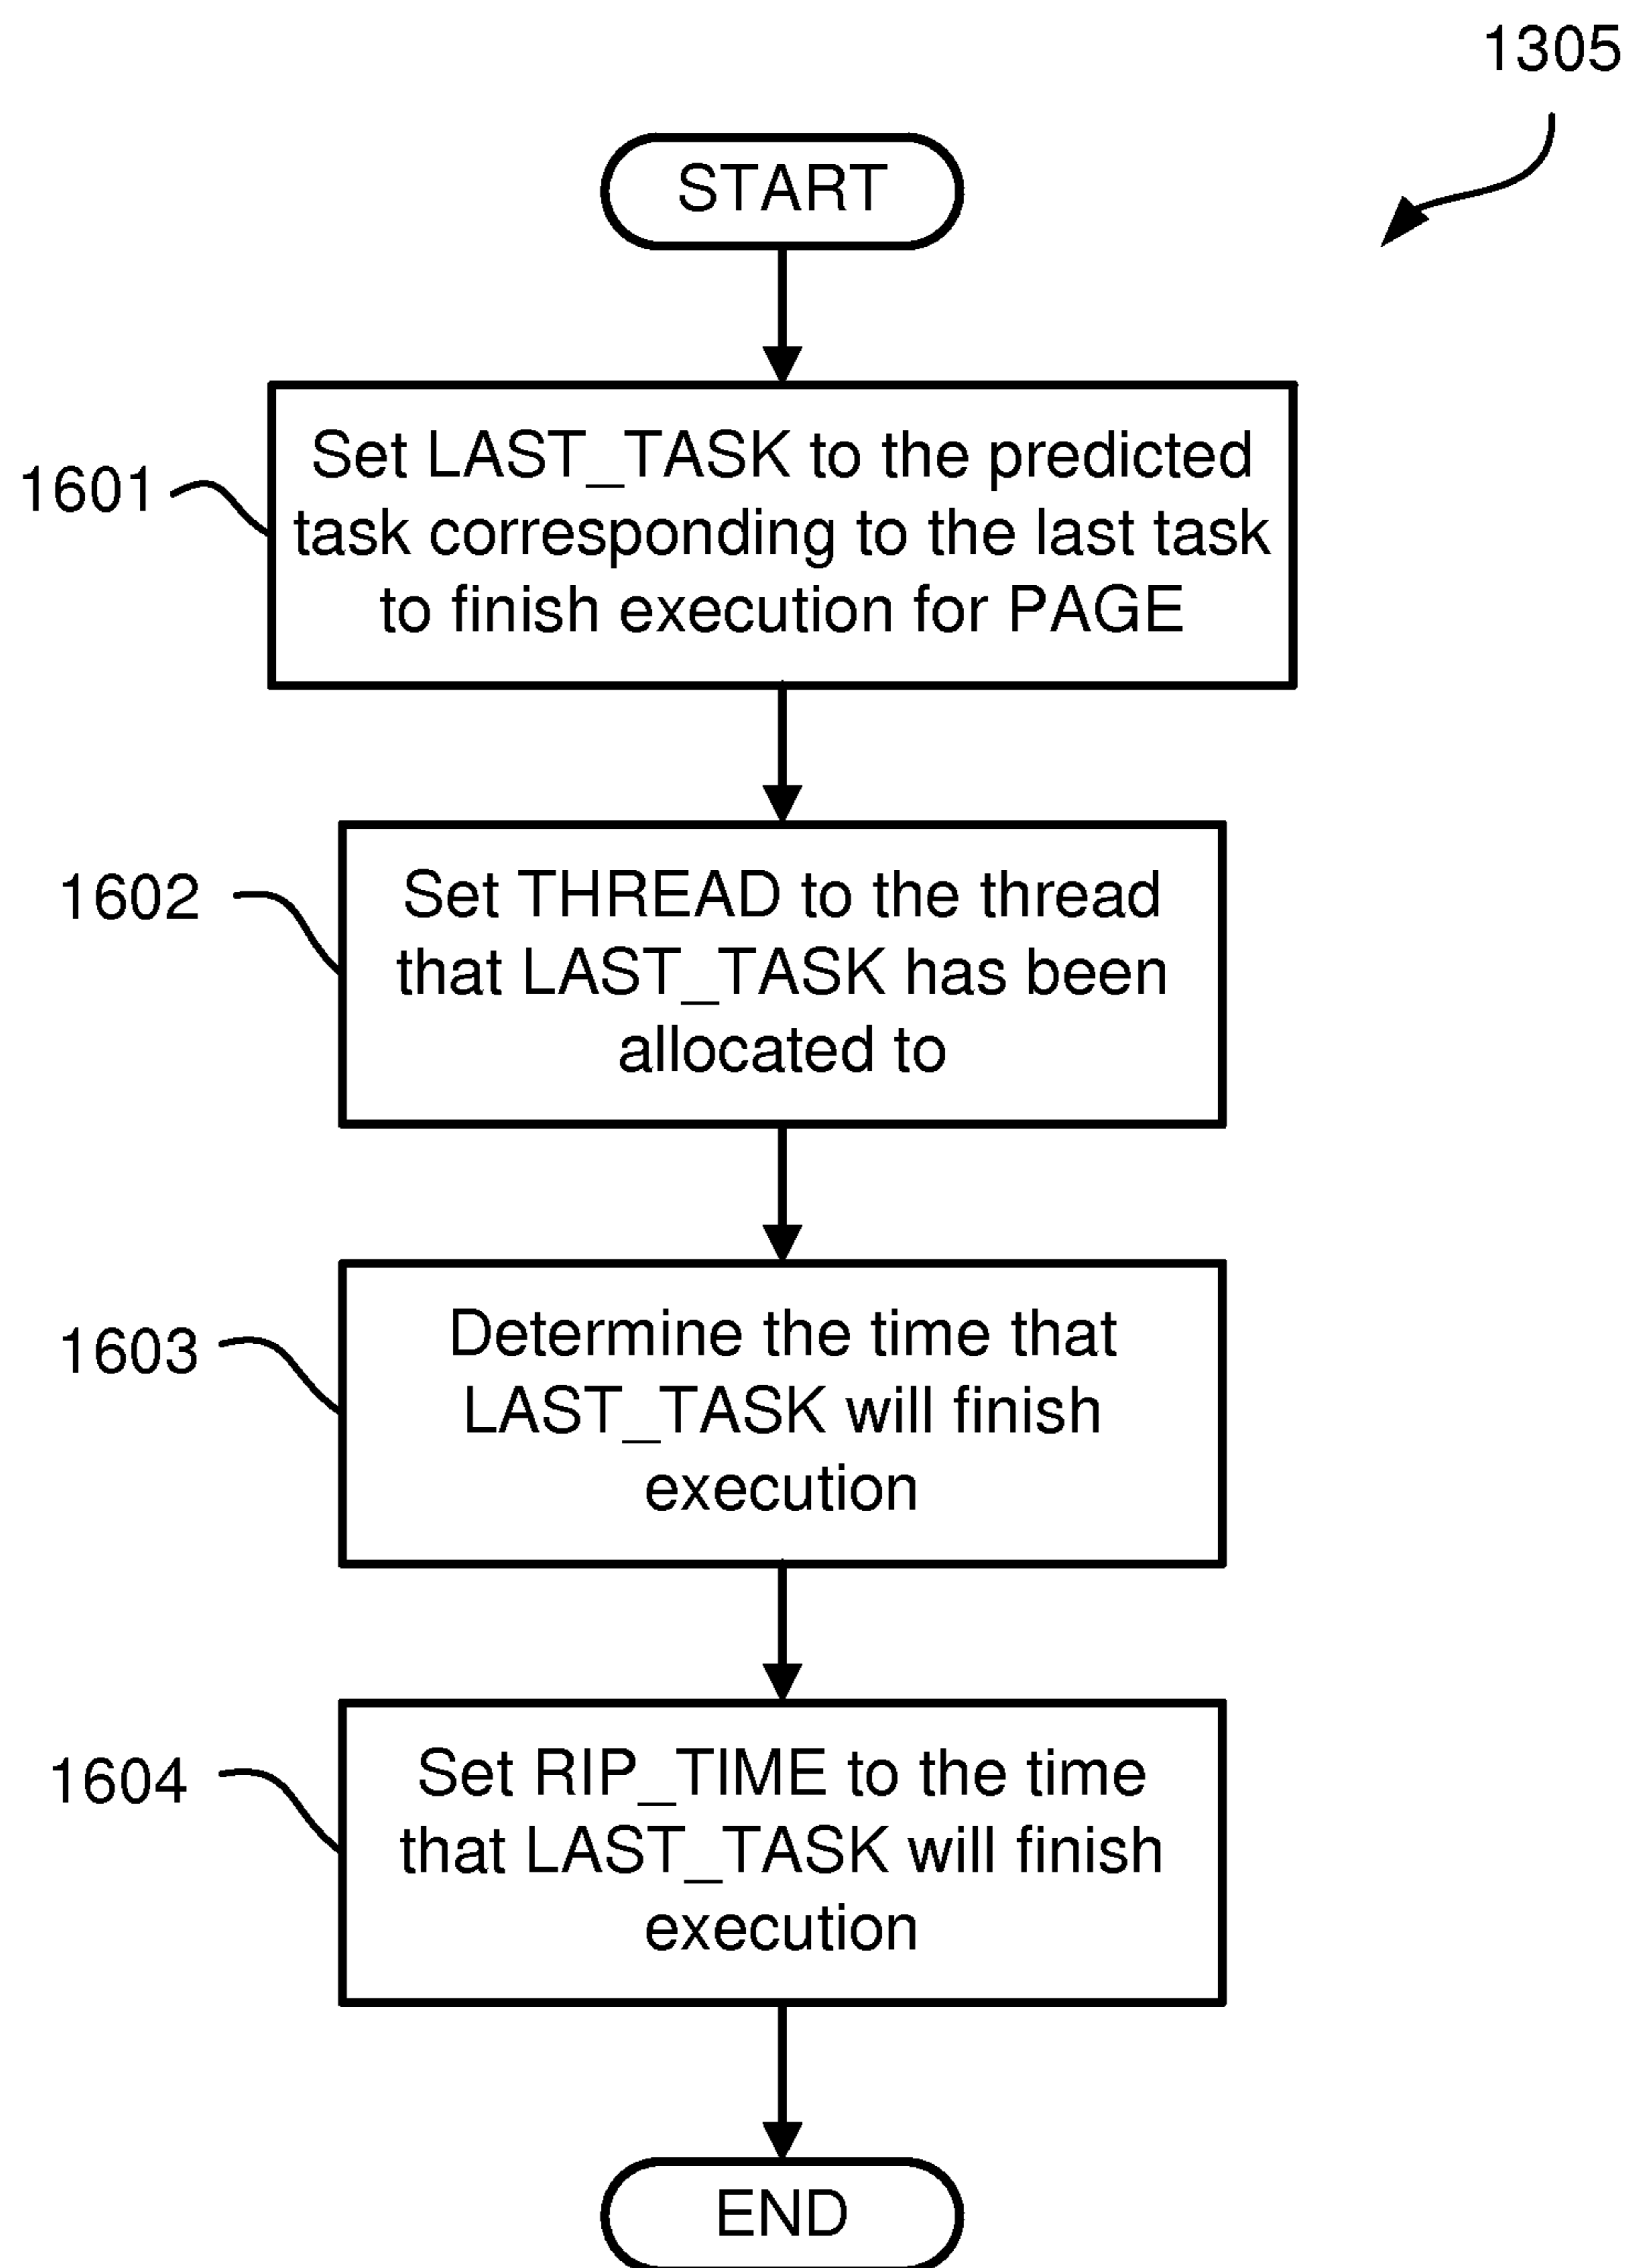 1305
START
1601
Set LAST_TASK to the predicted
task corresponding to the last task
to finish execution for PAGE
1602
Set THREAD to the thread
that LAST_TASK has been
allocated to
1603
Determine the time that
LAST_TASK will finish
execution
1604
Set RIP_TIME to the time
that LAST_TASK will finish
execution
END